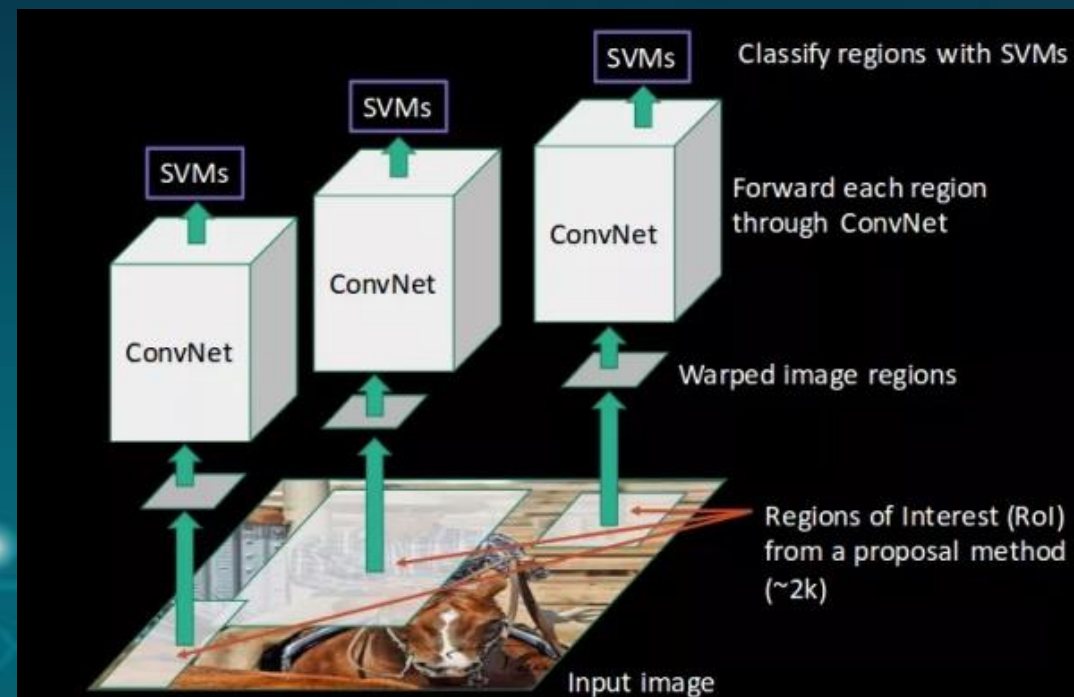 SVMs
Classify regions with SVMs
SVMs
SVMs
Forward each region
through ConvNet
ConvNet
ConvNet
ConvNet
Warped image regions
Regions of Interest (RoI)
from a proposal method
(~2k)
Input image